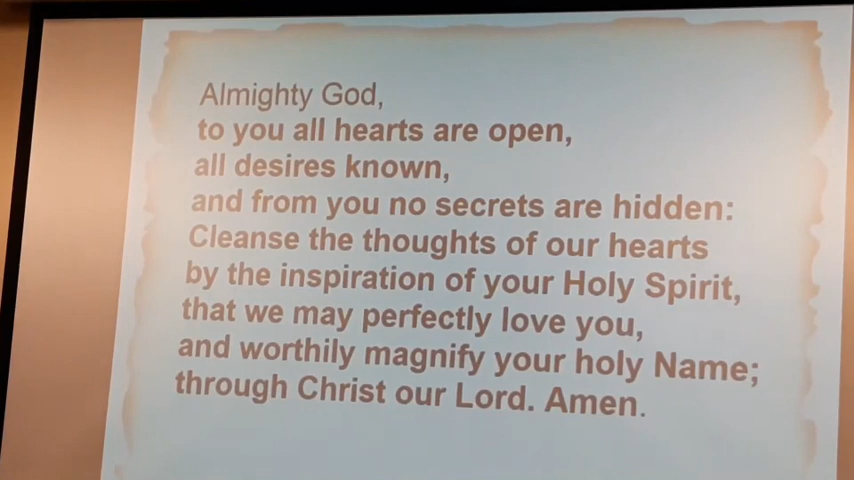 Almighty God,
to you all hearts are open,
all desires known,
and from you no secrets are hidden:
Cleanse the thoughts of our hearts
by the inspiration of your Holy Spirit,
that we may perfectly love you,
and worthily magnify your holy Name;
through Christ our Lord. Amen.